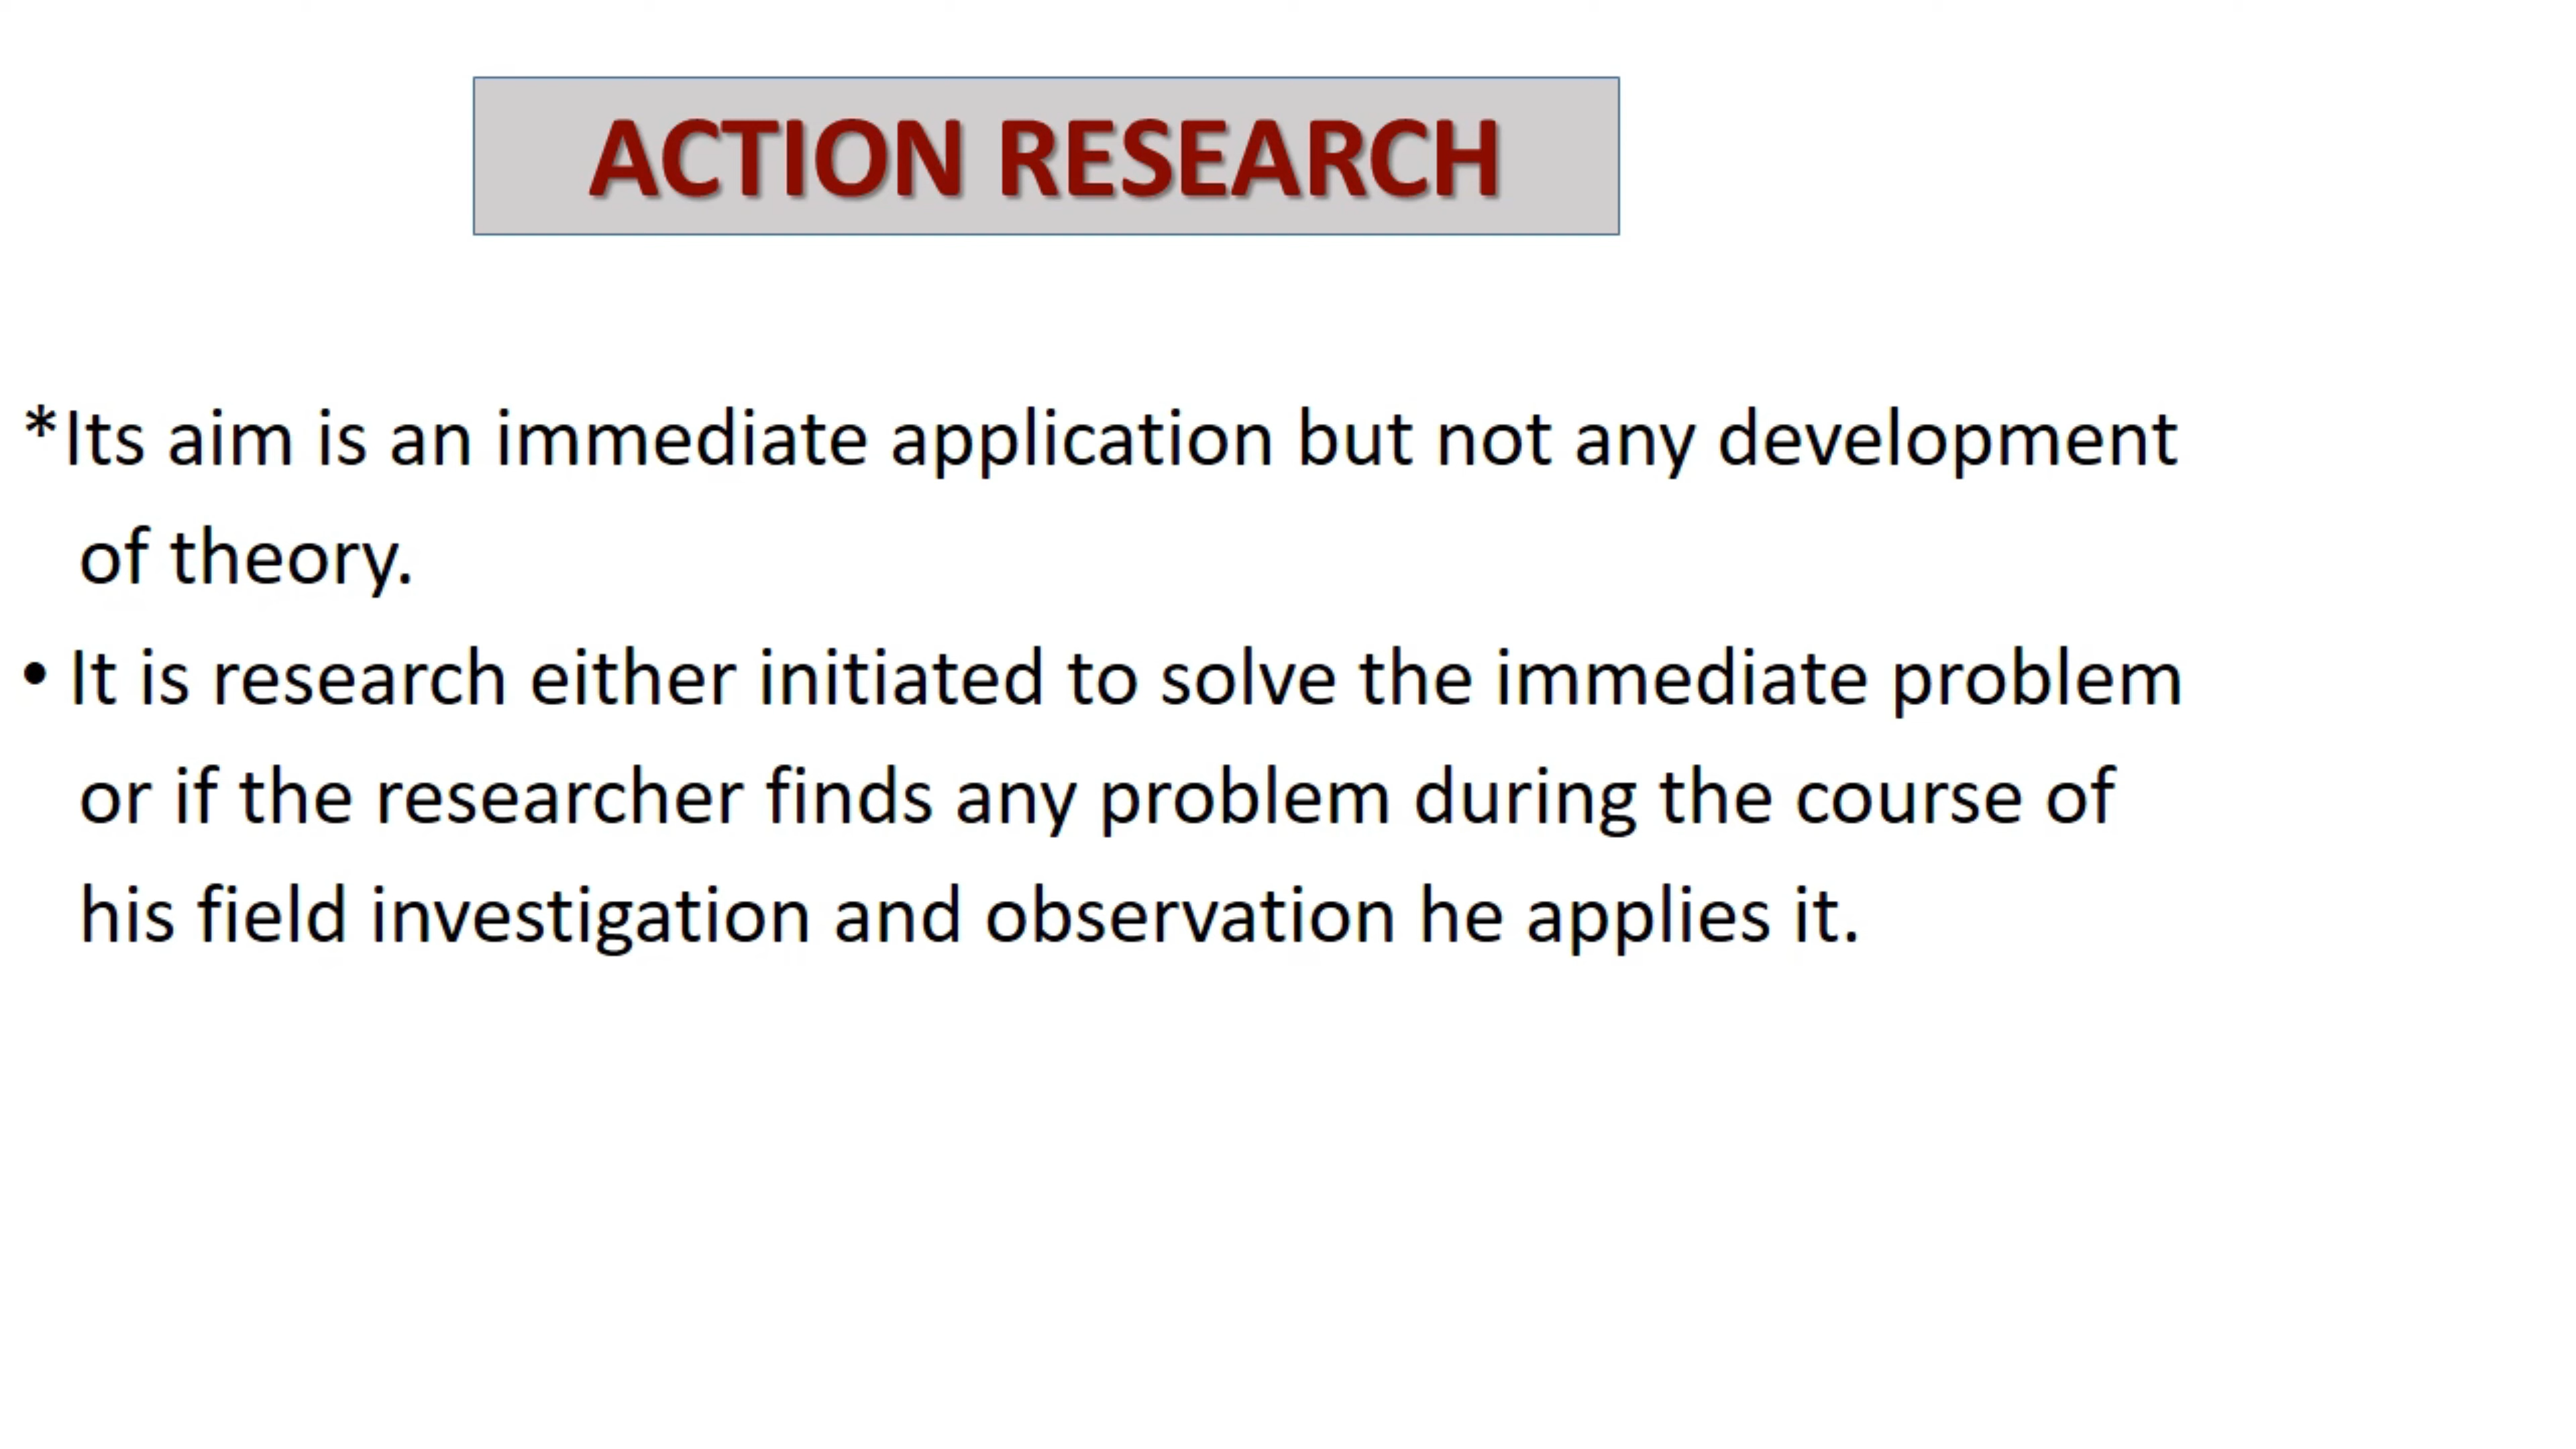 ACTION RESEARCH
*Its aim is an immediate application but not any development
of theory.
• It is research either initiated to solve the immediate problem
or if the researcher finds any problem during the course of
his field investigation and observation he applies it.